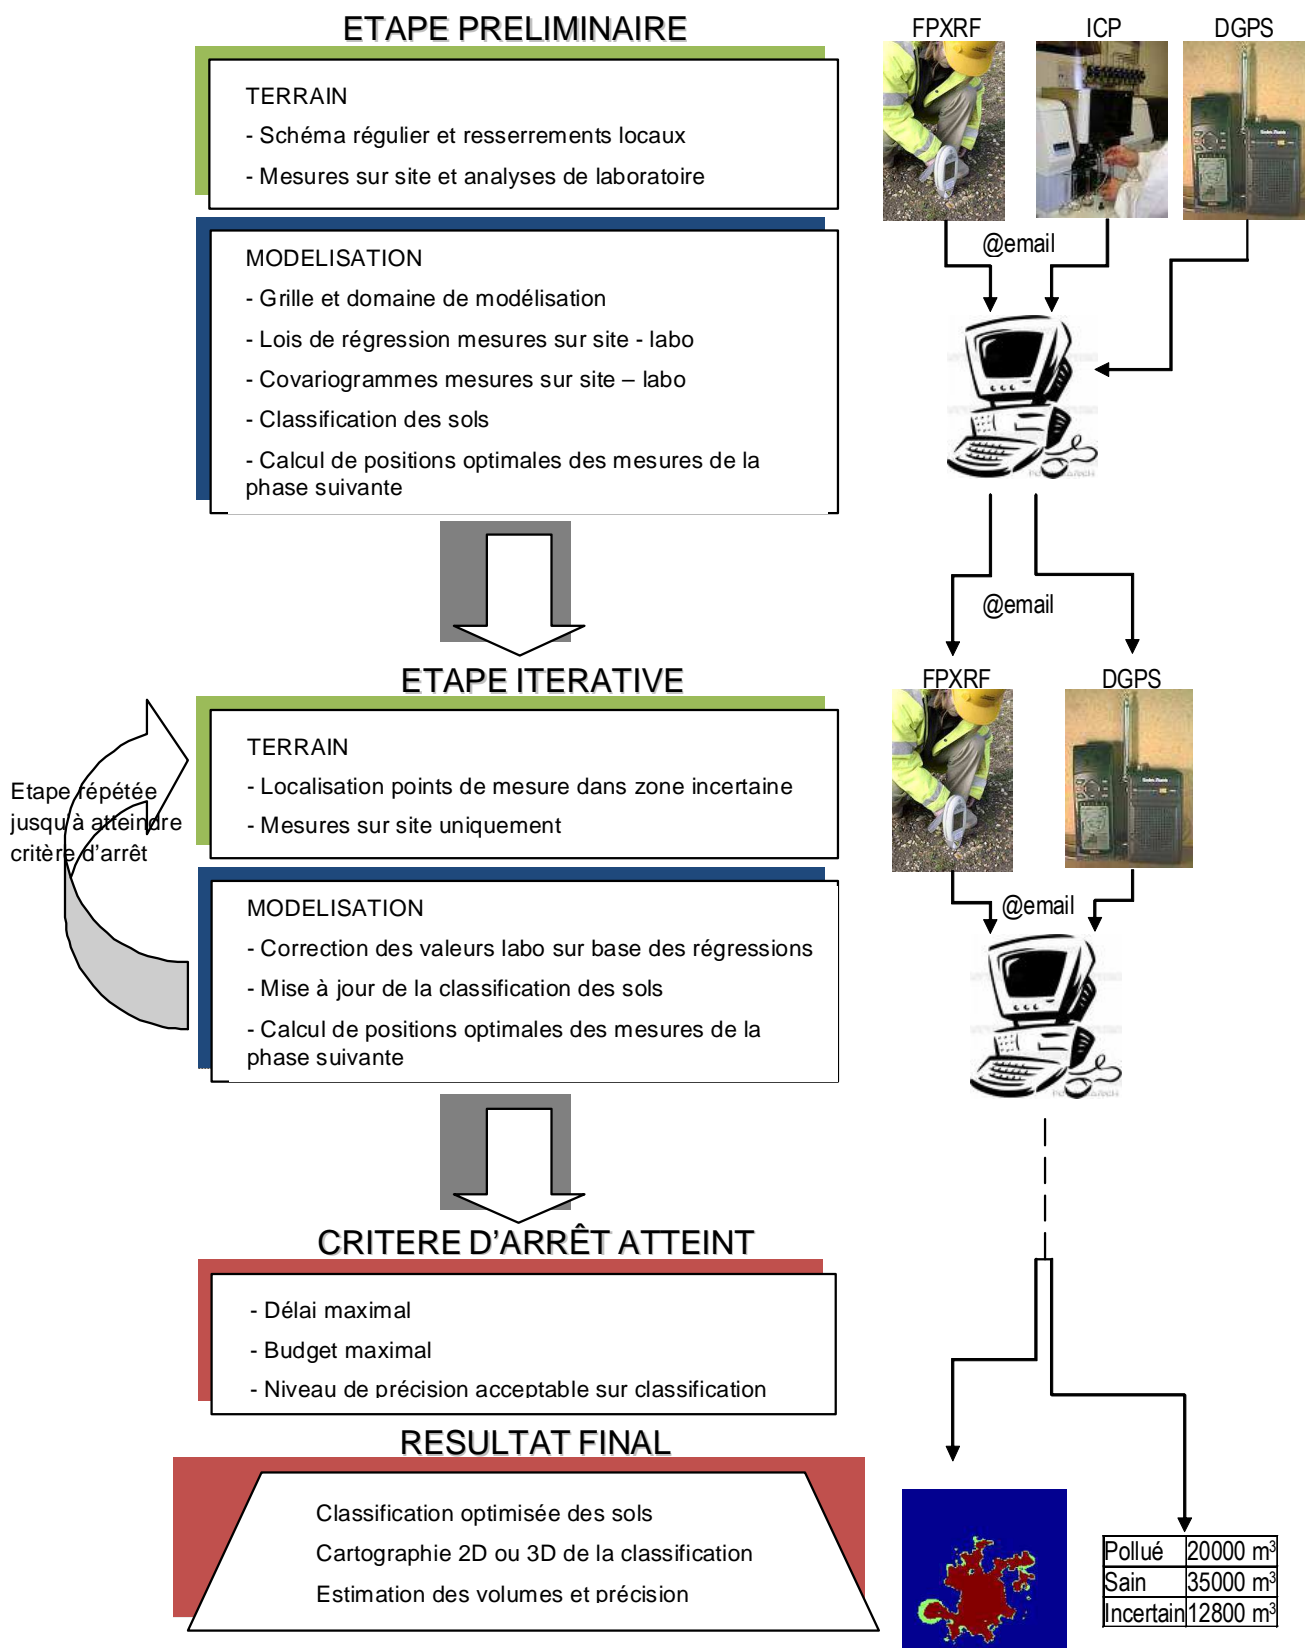 ETAPE PRELIMINAIRE
FPXRF
ICP
DGPS
TERRAIN
- Schéma régulier et resserrements locaux
- Mesures sur site et analyses de laboratoire
MODELISATION
- Grille et domaine de modélisation
- Lois de régression mesures sur site - labo
- Covariogrammes mesures sur site – labo
- Classification des sols
- Calcul de positions optimales des mesures de la
phase suivante
@email
@email
ETAPE ITERATIVE
FPXRF
DGPS
Etape répétée
jusqu'à atteindre
critère d'arrêt
TERRAIN
- Localisation points de mesure dans zone incertaine
- Mesures sur site uniquement
MODELISATION
- Correction des valeurs labo sur base des régressions
- Mise à jour de la classification des sols
- Calcul de positions optimales des mesures de la
phase suivante
@email
CRITERE D'ARRÊT ATTEINT
- Délai maximal
- Budget maximal
- Niveau de précision acceptable sur classification
RESULTAT FINAL
Classification optimisée des sols
Cartographie 2D ou 3D de la classification
Estimation des volumes et précision
Pollué 20000 m³
Sain 35000 m³
Incertain 12800 m³